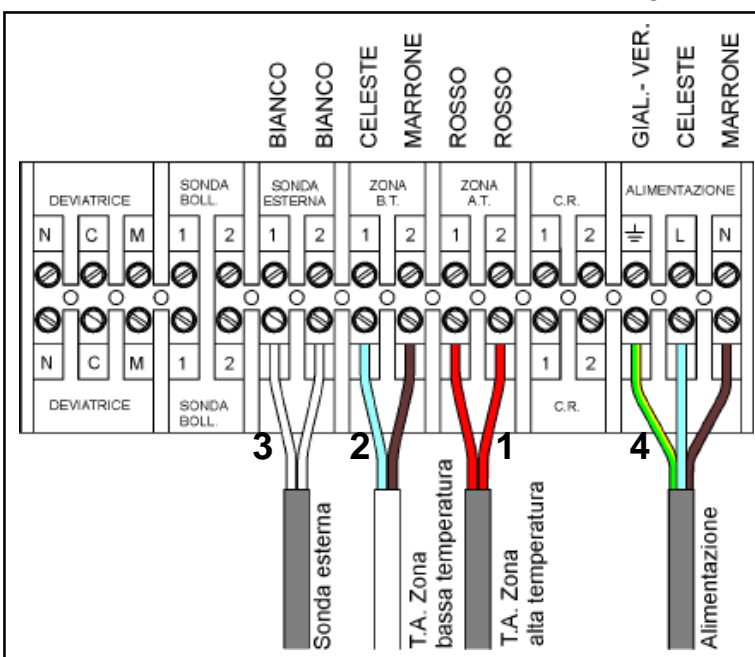 BIANCO
BIANCO
CELESTE
MARRONE
ROSSO
ROSSO
GIAL.- VER.
CELESTE
MARRONE
DEVIATRICE
SONDA
BOLL.
SONDA
ESTERNA
ZONA
B.T.
ZONA
A.T.
C.R.
ALIMENTAZIONE
N C M 1 2 1 2 1 2 1 2 1 2 L N
N C M 1 2 1 2
DEVIATRICE
SONDA
BOLL.
C.R.
3
2
1
4
Sonda esterna
T.A. Zona
bassa temperatura
T.A. Zona
alta temperatura
Alimentazione